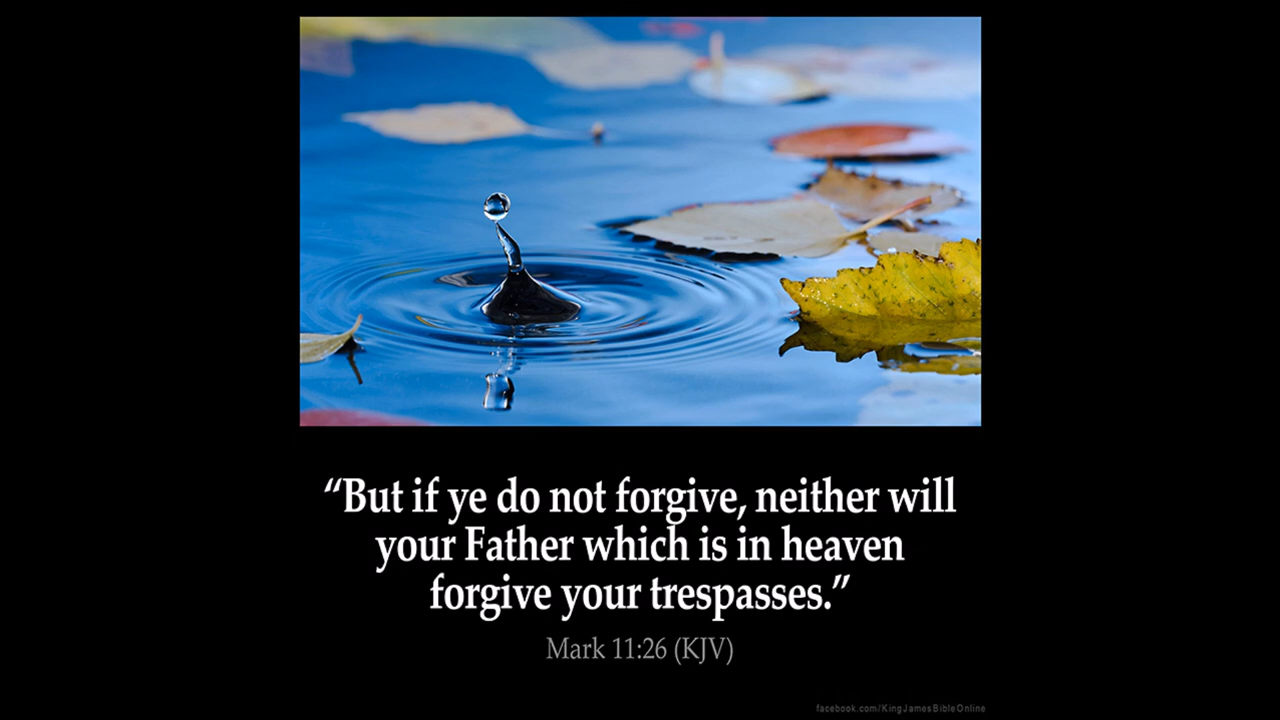 “But if ye do not forgive, neither will
your Father which is in heaven
forgive your trespasses.”
Mark 11:26 (KJV)
facebook.com/KingJamesBibleOnline